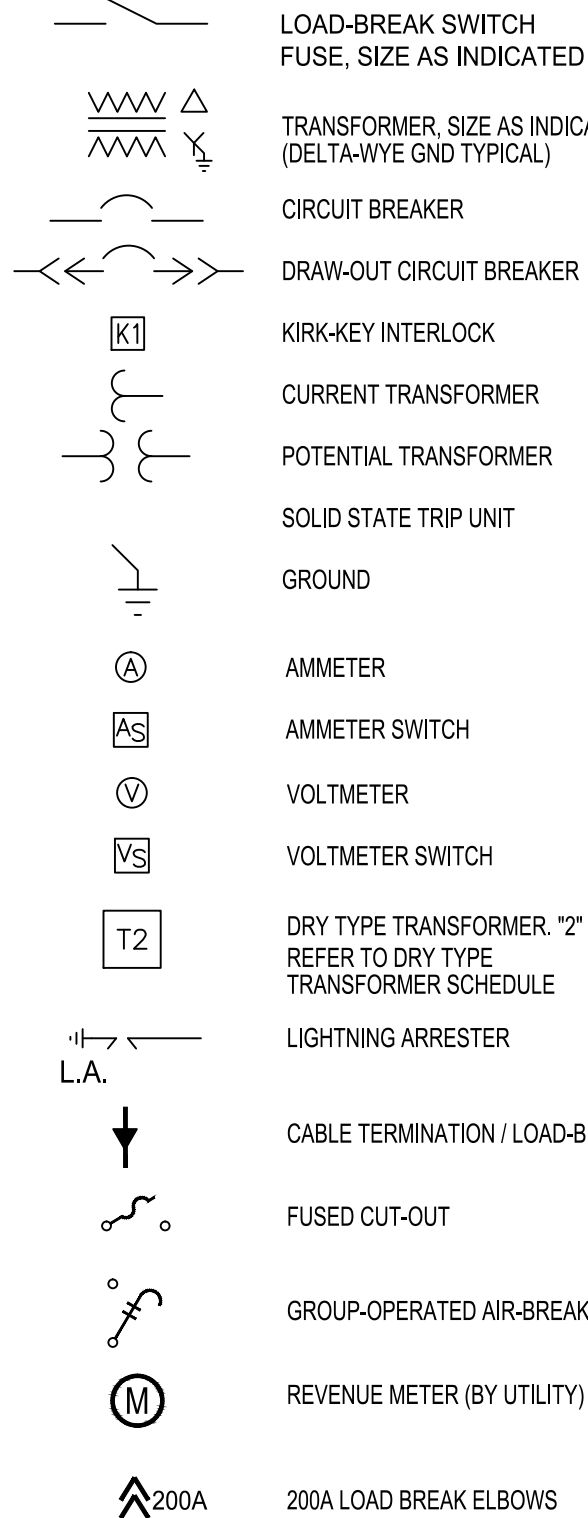 LOAD-BREAK SWITCH
FUSE, SIZE AS INDICATED
TRANSFORMER, SIZE AS
(DELTA-WYE GND TYPICAL)
CIRCUIT BREAKER
DRAW-OUT CIRCUIT BREAKER
K1 KIRK-KEY INTERLOCK
CURRENT TRANSFORMER
POTENTIAL TRANSFORMER
SOLID STATE TRIP UNIT
GROUND
A AMMETER
AS AMMETER SWITCH
V VOLTMETER
VS VOLTMETER SWITCH
T2 DRY TYPE TRANSFORMER. "2"
REFER TO DRY TYPE
TRANSFORMER SCHEDULE
LIGHTNING ARRESTER
L.A.
CABLE TERMINATION / LOAD-B
FUSED CUT-OUT
GROUP-OPERATED AIR-BREAK
M REVENUE METER (BY UTILITY)
200A 200A LOAD BREAK ELBOWS